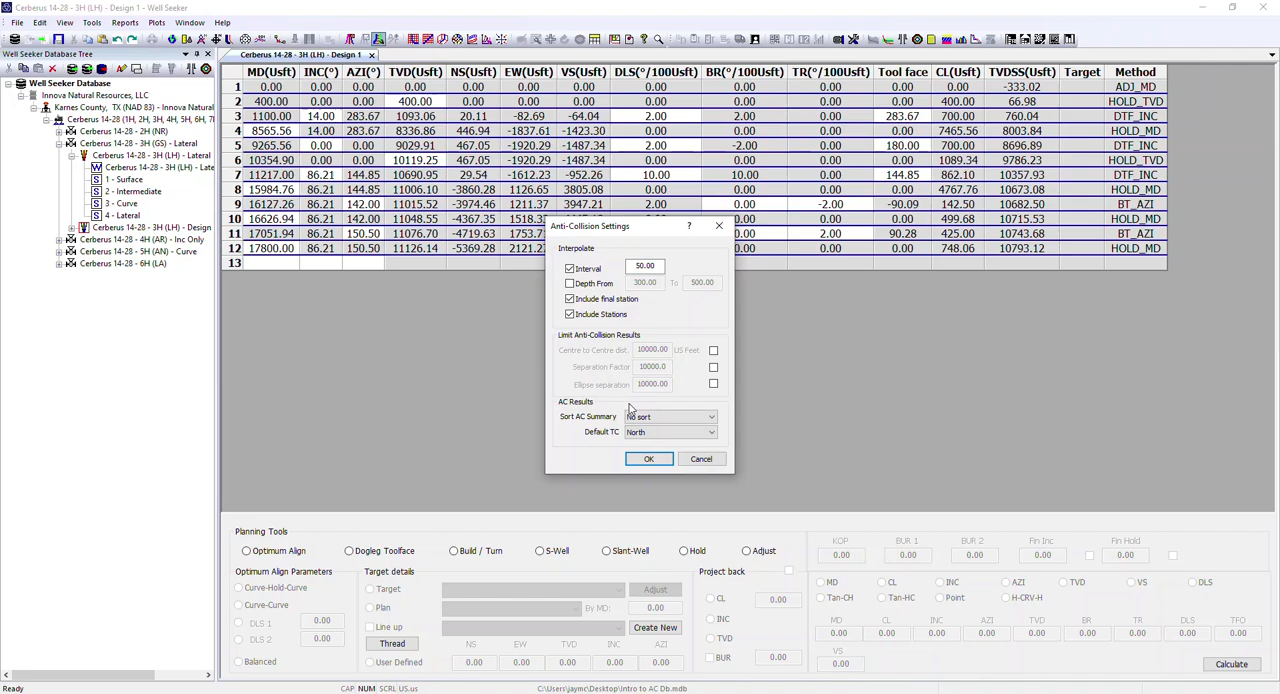 Cerberus 14-28 - 3H (LH) - Design 1 - Well Seeker
File Edit View Tools Reports Plots Window Help
Well Seeker Database Tree
Cerberus 14-28 - 3H (LH) - Design 1
Well Seeker Database
Innova Natural Resources, LLC
Karnes County, TX (NAD 83) - Innova Natural
Cerberus 14-28 (1H, 2H, 3H, 4H, 5H, 6H, 7H
Cerberus 14-28 - 2H (NR)
Cerberus 14-28 - 3H (GS) - Lateral
Cerberus 14-28 - 3H (LH) - Lateral
Cerberus 14-28 - 3H (LH) - Late
1 - Surface
2 - Intermediate
3 - Curve
4 - Lateral
Cerberus 14-28 - 3H (LH) - Design
Cerberus 14-28 - 4H (AR) - Inc Only
Cerberus 14-28 - 5H (AN) - Curve
Cerberus 14-28 - 6H (LA)
MD(Usft) INC(°) AZI(°) TVD(Usft) NS(Usft) EW(Usft) VS(Usft) DLS(°/100Usft) BR(°/100Usft) TR(°/100Usft) Tool face CL(Usft) TVDSS(Usft) Target Method
1 0.00 0.00 0.00 0.00 0.00 0.00 0.00 0.00 0.00 0.00 0.00 0.00 -333.02 ADJ_MD
2 400.00 0.00 0.00 400.00 0.00 0.00 0.00 0.00 0.00 0.00 0.00 400.00 66.98 HOLD_TVD
3 1100.00 14.00 283.67 1093.06 20.11 -82.69 -64.04 2.00 2.00 0.00 283.67 700.00 760.04 DTF_INC
4 8565.56 14.00 283.67 8336.86 446.94 -1837.61 -1423.30 0.00 0.00 0.00 0.00 7465.56 8003.84 HOLD_MD
5 9265.56 0.00 0.00 9029.91 467.05 -1920.29 -1487.34 2.00 -2.00 0.00 180.00 700.00 8696.89 DTF_INC
6 10354.90 0.00 0.00 10119.25 467.05 -1920.29 -1487.34 0.00 0.00 0.00 0.00 1089.34 9786.23 HOLD_TVD
7 11217.00 86.21 144.85 10690.95 29.54 -1612.23 -952.26 10.00 10.00 0.00 144.85 862.10 10357.93 DTF_INC
8 15984.76 86.21 144.85 11006.10 -3860.28 1126.65 3805.08 0.00 0.00 0.00 0.00 4767.76 10673.08 HOLD_MD
9 16127.26 86.21 142.00 11015.52 -3974.46 1211.37 3947.21 2.00 0.00 -2.00 -90.09 142.50 10682.50 BT_AZI
10 16626.94 86.21 142.00 11048.55 -4367.35 1518.3 0.00 0.00 0.00 499.68 10715.53 HOLD_MD
11 17051.94 86.21 150.50 11076.70 -4719.63 1753.7 0.00 2.00 90.28 425.00 10743.68 BT_AZI
12 17800.00 86.21 150.50 11126.14 -5369.28 2121.2 0.00 0.00 0.00 748.06 10793.12 HOLD_MD
13
Anti-Collision Settings ?
Interpolate
Interval 50.00
Depth From 300.00 To 500.00
Include final station
Include Stations
Limit Anti-Collision Results
Centre to Centre dist. 10000.00 US Feet
Separation Factor 10000.0
Ellipse separation 10000.00
AC Results
Sort AC Summary No sort
Default TC North
OK Cancel
Planning Tools
Optimum Align Dogleg Toolface Build / Turn S-Well Slant-Well Hold Adjust
KOP BUR 1 BUR 2 Fin Inc Fin Hold
0.00 0.00 0.00 0.00 0.00
Optimum Align Parameters
Curve-Hold-Curve
Curve-Curve
DLS 1 0.00
DLS 2 0.00
Balanced
Target details
Target Adjust
Plan By MD: 0.00
Line up Create New
Thread NS EW TVD INC AZI
User Defined 0.00 0.00 0.00 0.00 0.00
Project back
CL 0.00
INC
TVD
BUR 0.00
MD CL INC AZI TVD VS DLS
Tan-CH Tan-HC Point H-CRV-H
MD CL INC AZI TVD BR TR DLS TFO
0.00 0.00 0.00 0.00 0.00 0.00 0.00 0.00 0.00
VS
0.00
Calculate
Ready CAP NUM SCRL US.us C:\Users\jaymc\Desktop\Intro to AC Db.mdb